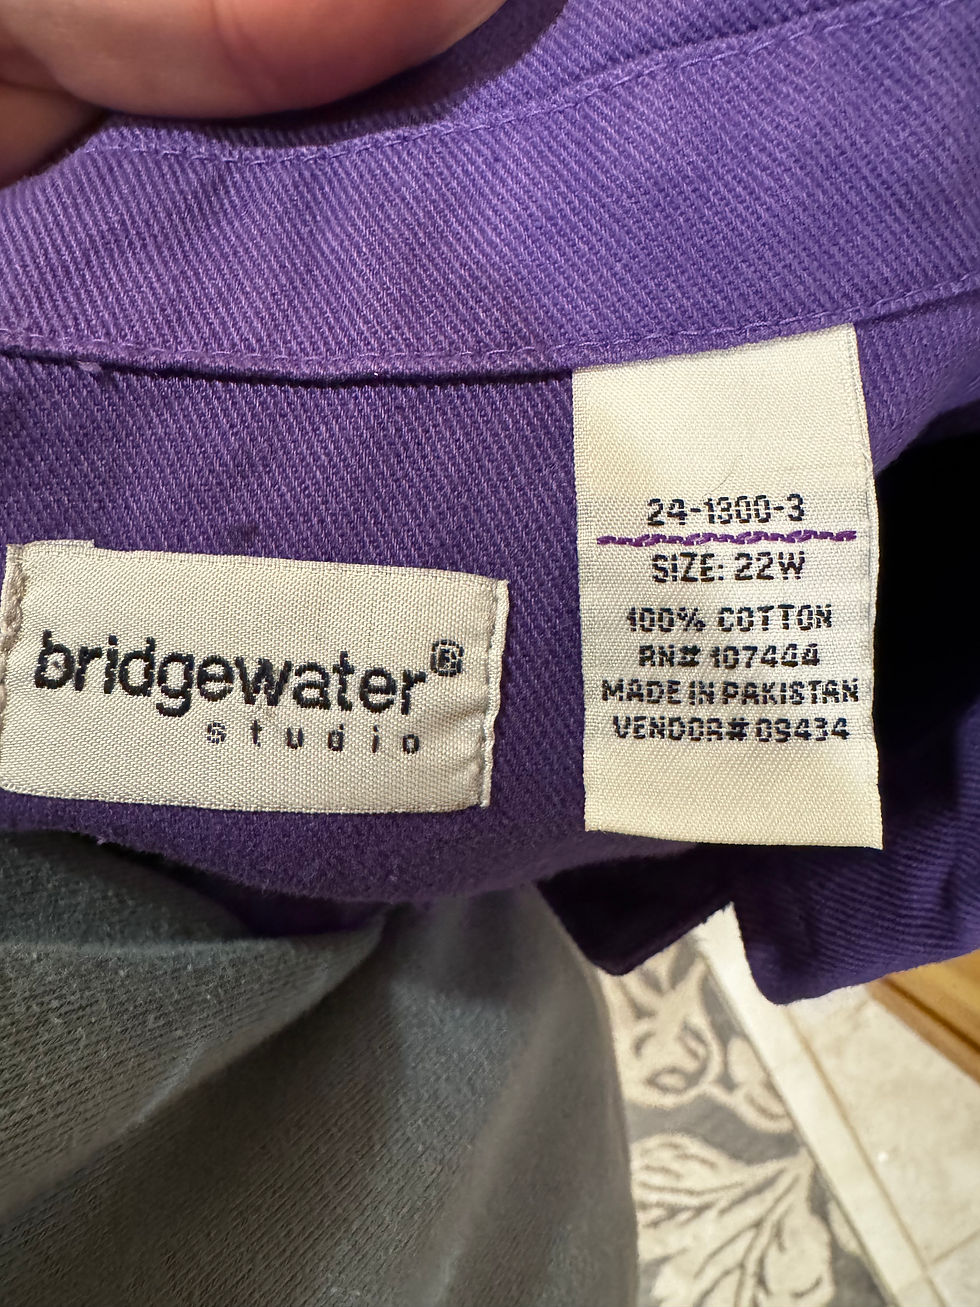 bridgewater®
studio
24-1300-3
SIZE: 22W
100% COTTON
RN# 107444
MADE IN PAKISTAN
VENDOR# 09434